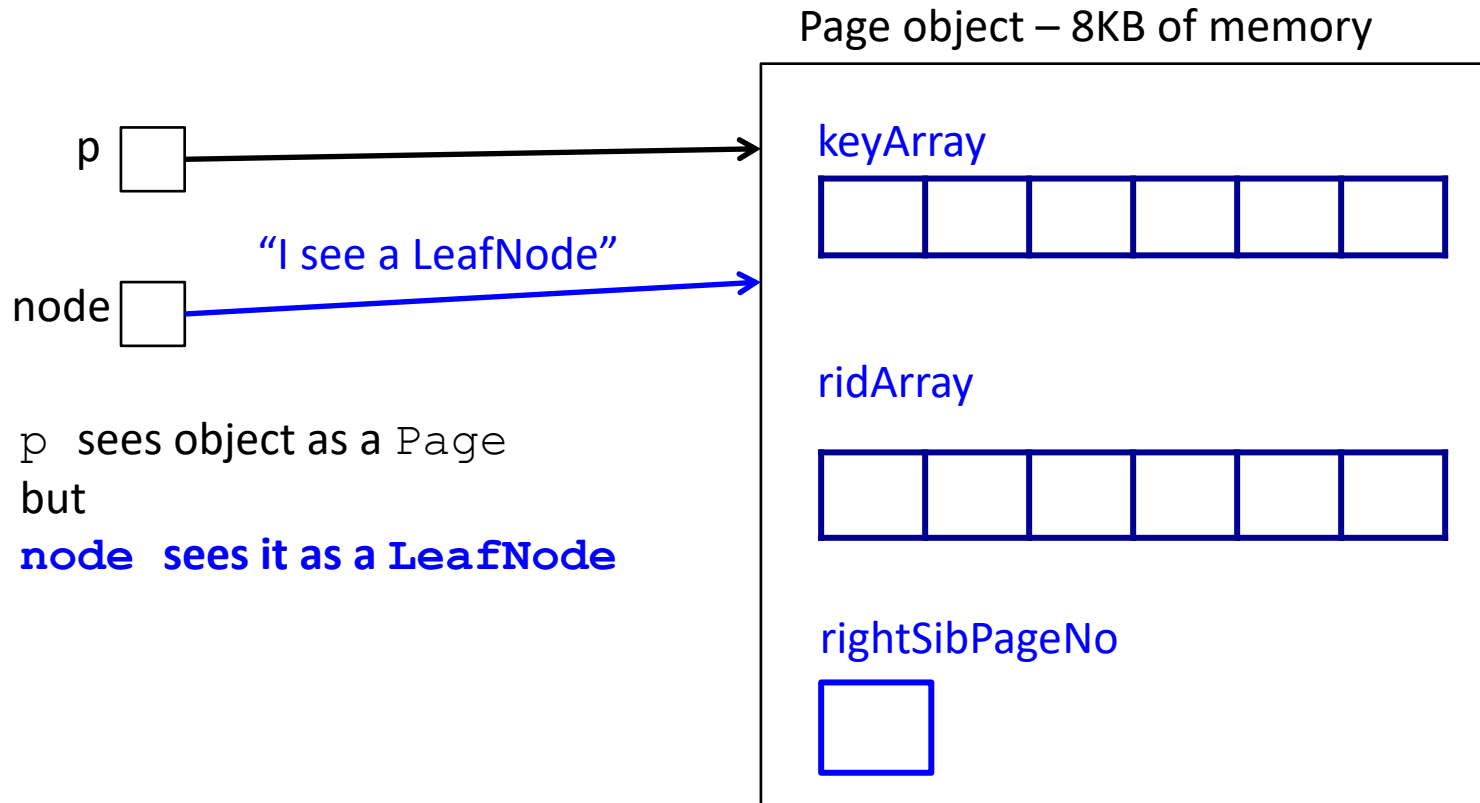 Page object – 8KB of memory
p
keyArray
“I see a LeafNode”
node
ridArray
p sees object as a Page
but
node sees it as a LeafNode
rightSibPageNo